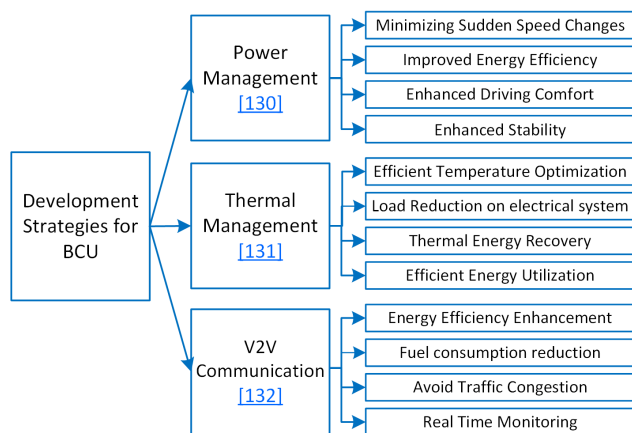 Development
Strategies for
BCU
Power
Management
[130]
Minimizing Sudden Speed Changes
Improved Energy Efficiency
Enhanced Driving Comfort
Enhanced Stability
Thermal
Management
[131]
Efficient Temperature Optimization
Load Reduction on electrical system
Thermal Energy Recovery
Efficient Energy Utilization
V2V
Communication
[132]
Energy Efficiency Enhancement
Fuel consumption reduction
Avoid Traffic Congestion
Real Time Monitoring